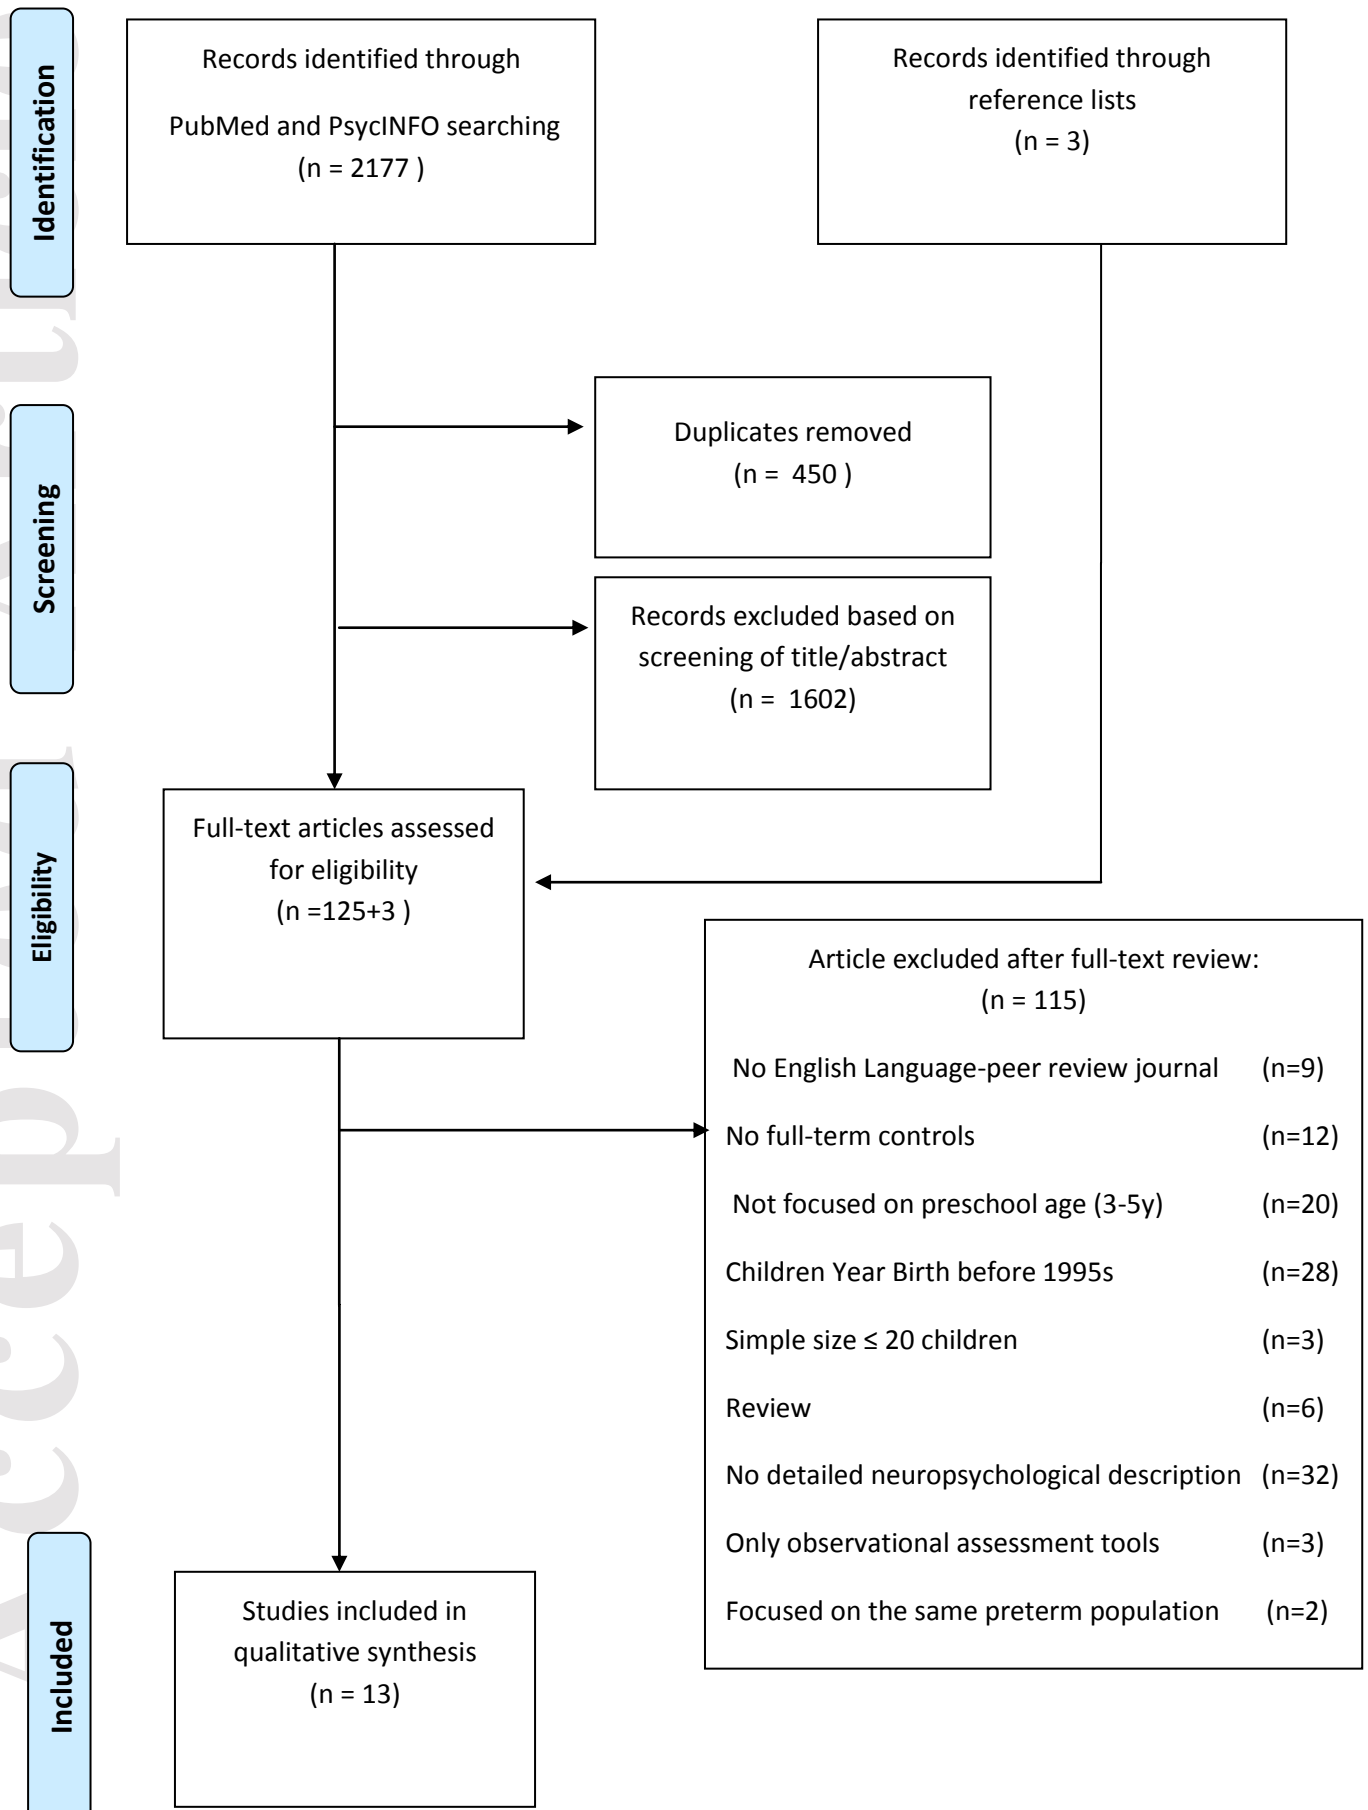 Identification
Records identified through
PubMed and PsycINFO searching
(n = 2177 )
Records identified through
reference lists
(n = 3)
Screening
Duplicates removed
(n =  450 )
Records excluded based on
screening of title/abstract
(n =  1602)
Eligibility
Full-text articles assessed
for eligibility
(n =125+3 )
Article excluded after full-text review:
(n = 115)
No English Language-peer review journal (n=9)
No full-term controls (n=12)
Not focused on preschool age (3-5y) (n=20)
Children Year Birth before 1995s (n=28)
Simple size ≤ 20 children (n=3)
Review (n=6)
No detailed neuropsychological description (n=32)
Only observational assessment tools (n=3)
Focused on the same preterm population (n=2)
Included
Studies included in
qualitative synthesis
(n = 13)